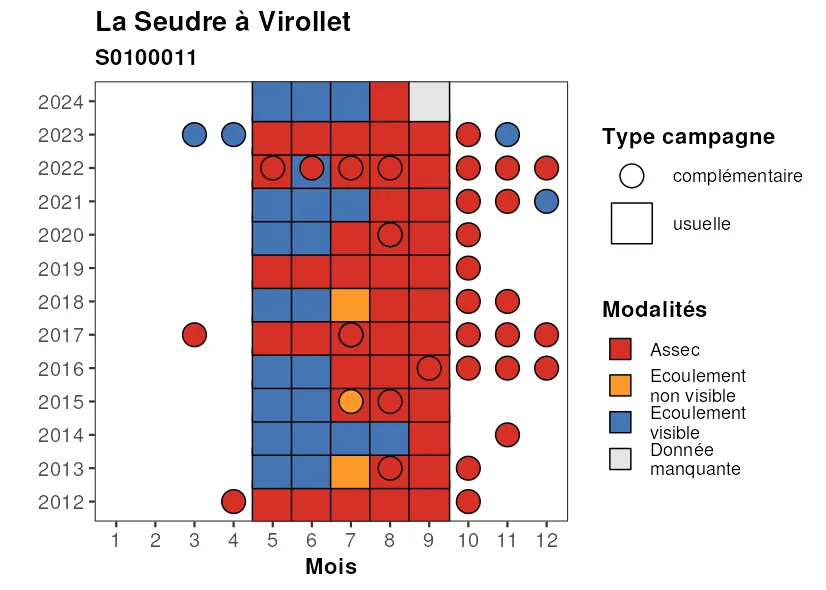 La Seudre à Virollet
S0100011
2024
2023
2022
2021
2020
2019
2018
2017
2016
2015
2014
2013
2012
1 2 3 4 5 6 7 8 9 10 11 12
Mois
Type campagne
complémentaire
usuelle
Modalités
Assec
Ecoulement
non visible
Ecoulement
visible
Donnée
manquante